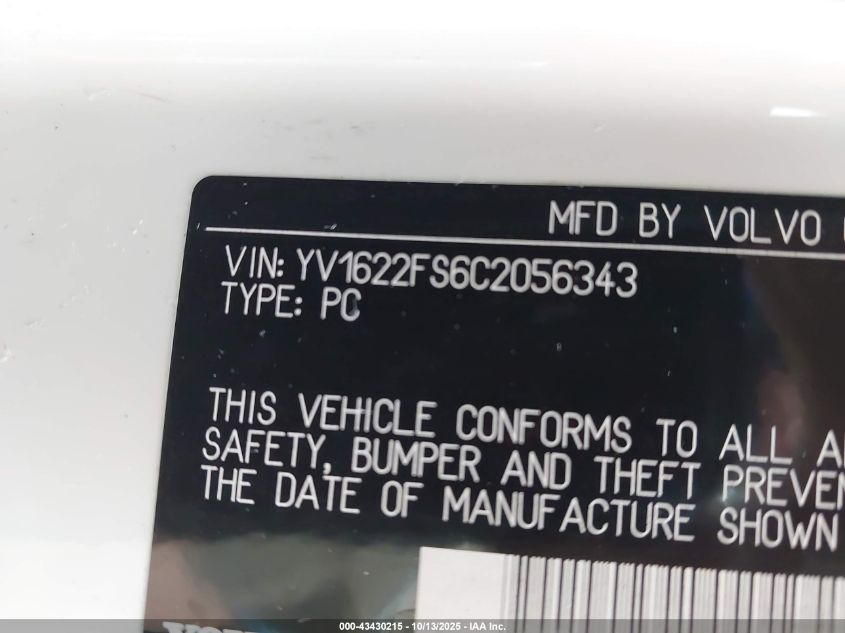 MFD BY VOLVO
VIN: YV1622FS6C2056343
TYPE: PC
THIS VEHICLE CONFORMS TO ALL
SAFETY, BUMPER AND THEFT PREVEN
THE DATE OF MANUFACTURE SHOWN
000-43430215 - 10/13/2025 - IAA Inc.